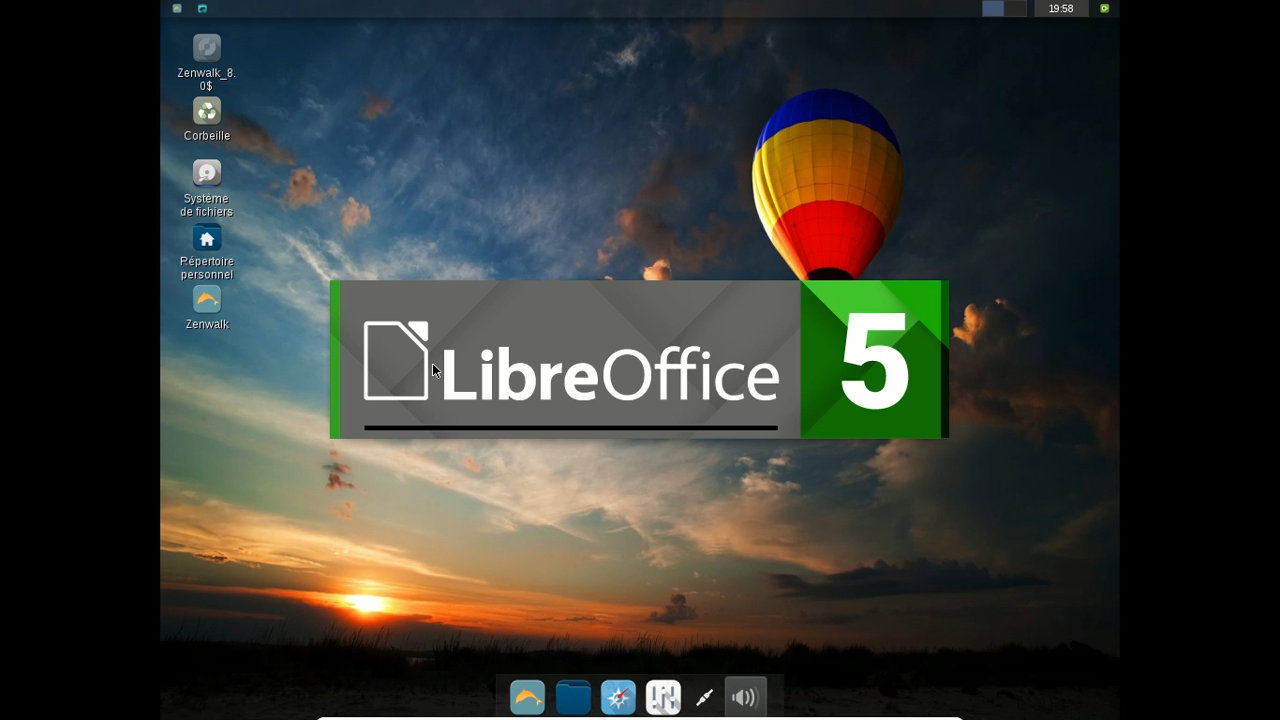 19:58
Zenwalk_8.
0$
Corbeille
Système
de fichiers
Répertoire
personnel
Zenwalk
LibreOffice 5